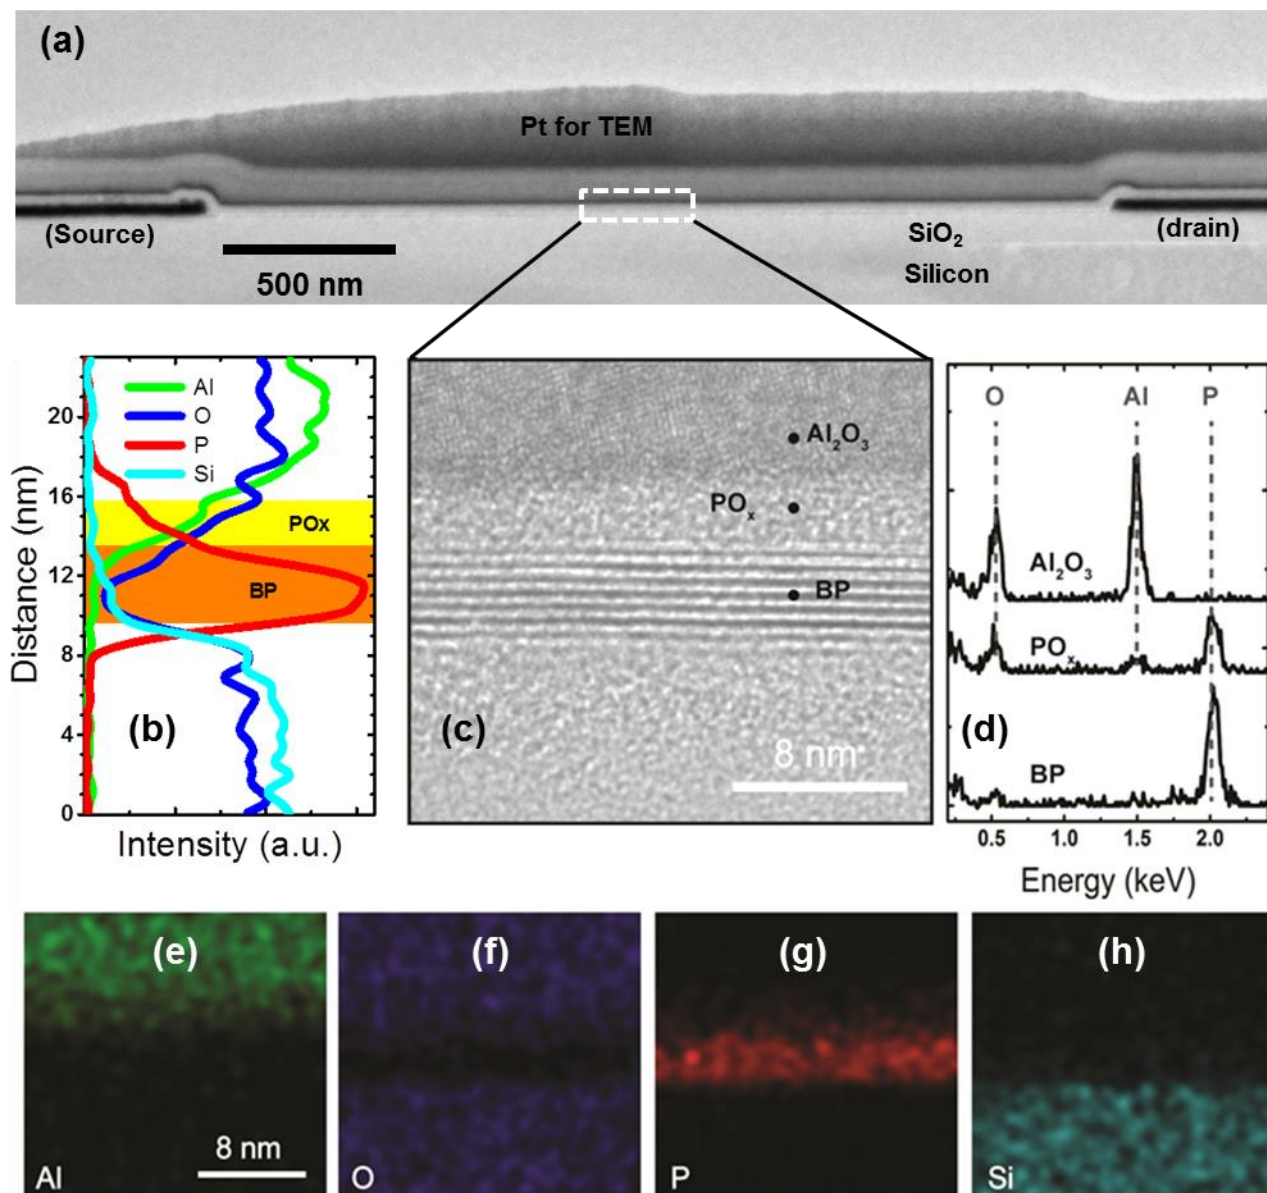 (a)
Pt for TEM
(Source)
500 nm
SiO₂
Silicon
(drain)
Al
O
P
Si
20
16
12
8
4
0
POx
BP
Distance (nm)
(b)
Intensity (a.u.)
Al₂O₃
POₓ
BP
(c)
8 nm
O
Al
P
Al₂O₃
POₓ
BP
(d)
0.5
1.0
1.5
2.0
Energy (keV)
(e)
8 nm
Al
(f)
O
(g)
P
(h)
Si